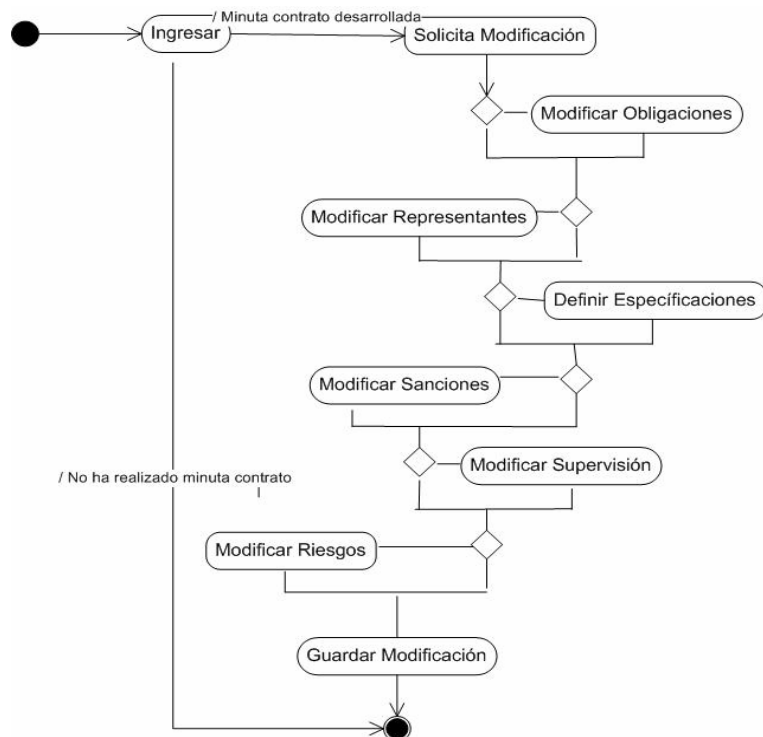 / Minuta contrato desarrollada
Ingresar
Solicita Modificación
Modificar Obligaciones
Modificar Representantes
Definir Específicaciones
Modificar Sanciones
Modificar Supervisión
/ No ha realizado minuta contrato
Modificar Riesgos
Guardar Modificación